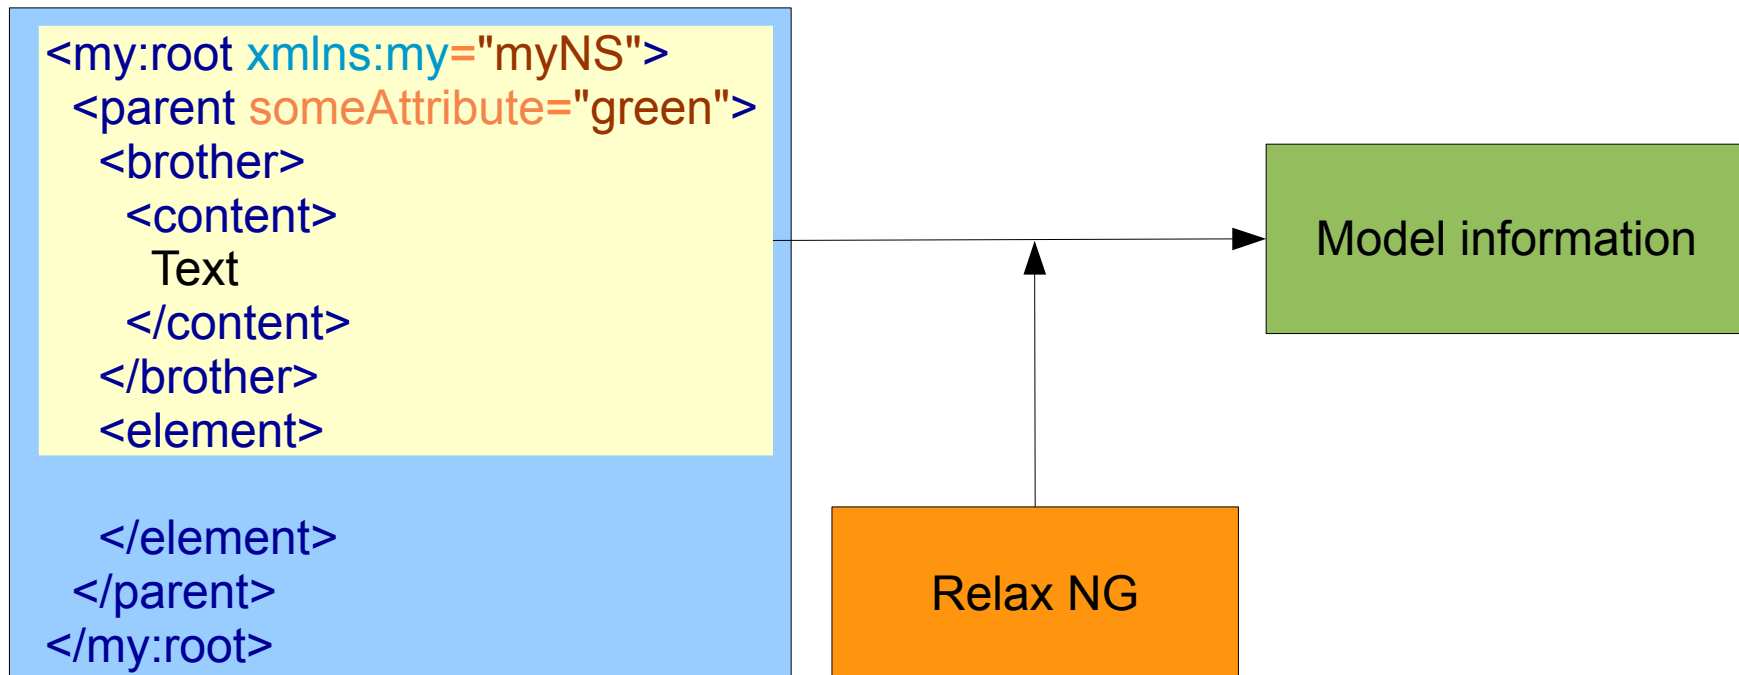 <my:root xmlns:my="myNS">
<parent someAttribute="green">
<brother>
<content>
Text
</content>
</brother>
<element>
</element>
</parent>
</my:root>
Model information
Relax NG